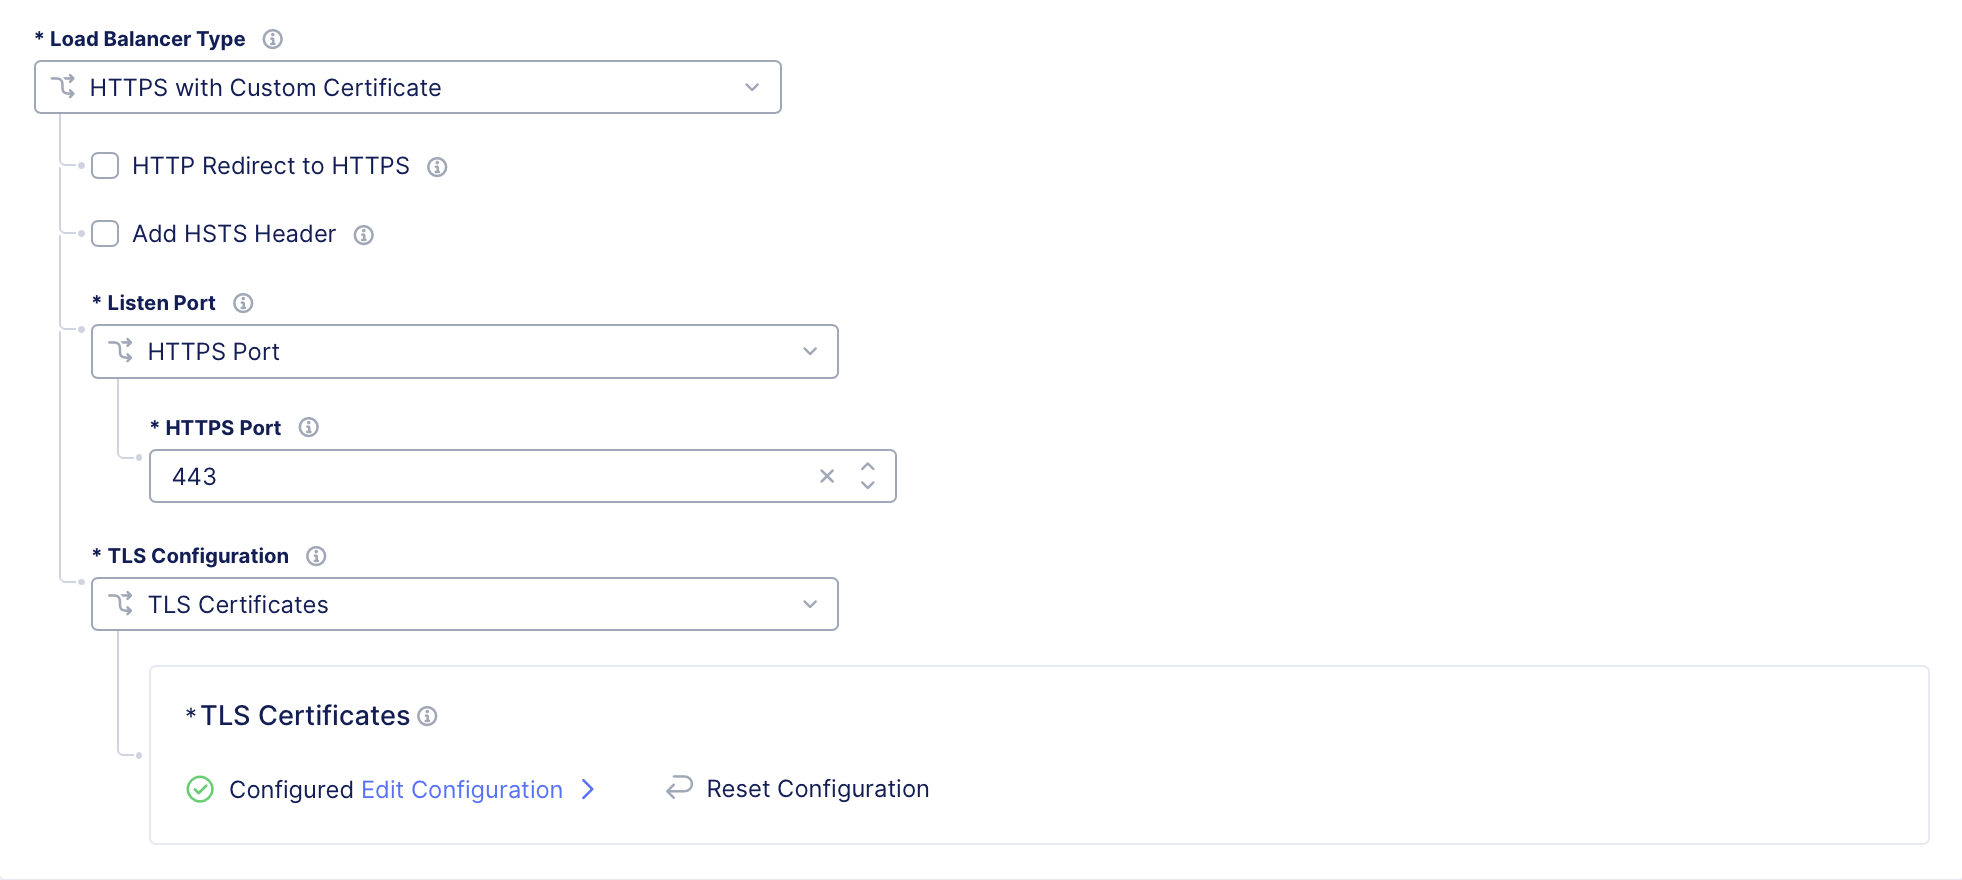 * Load Balancer Type
HTTPS with Custom Certificate
HTTP Redirect to HTTPS
Add HSTS Header
* Listen Port
HTTPS Port
* HTTPS Port
443
* TLS Configuration
TLS Certificates
* TLS Certificates
Configured Edit Configuration Reset Configuration